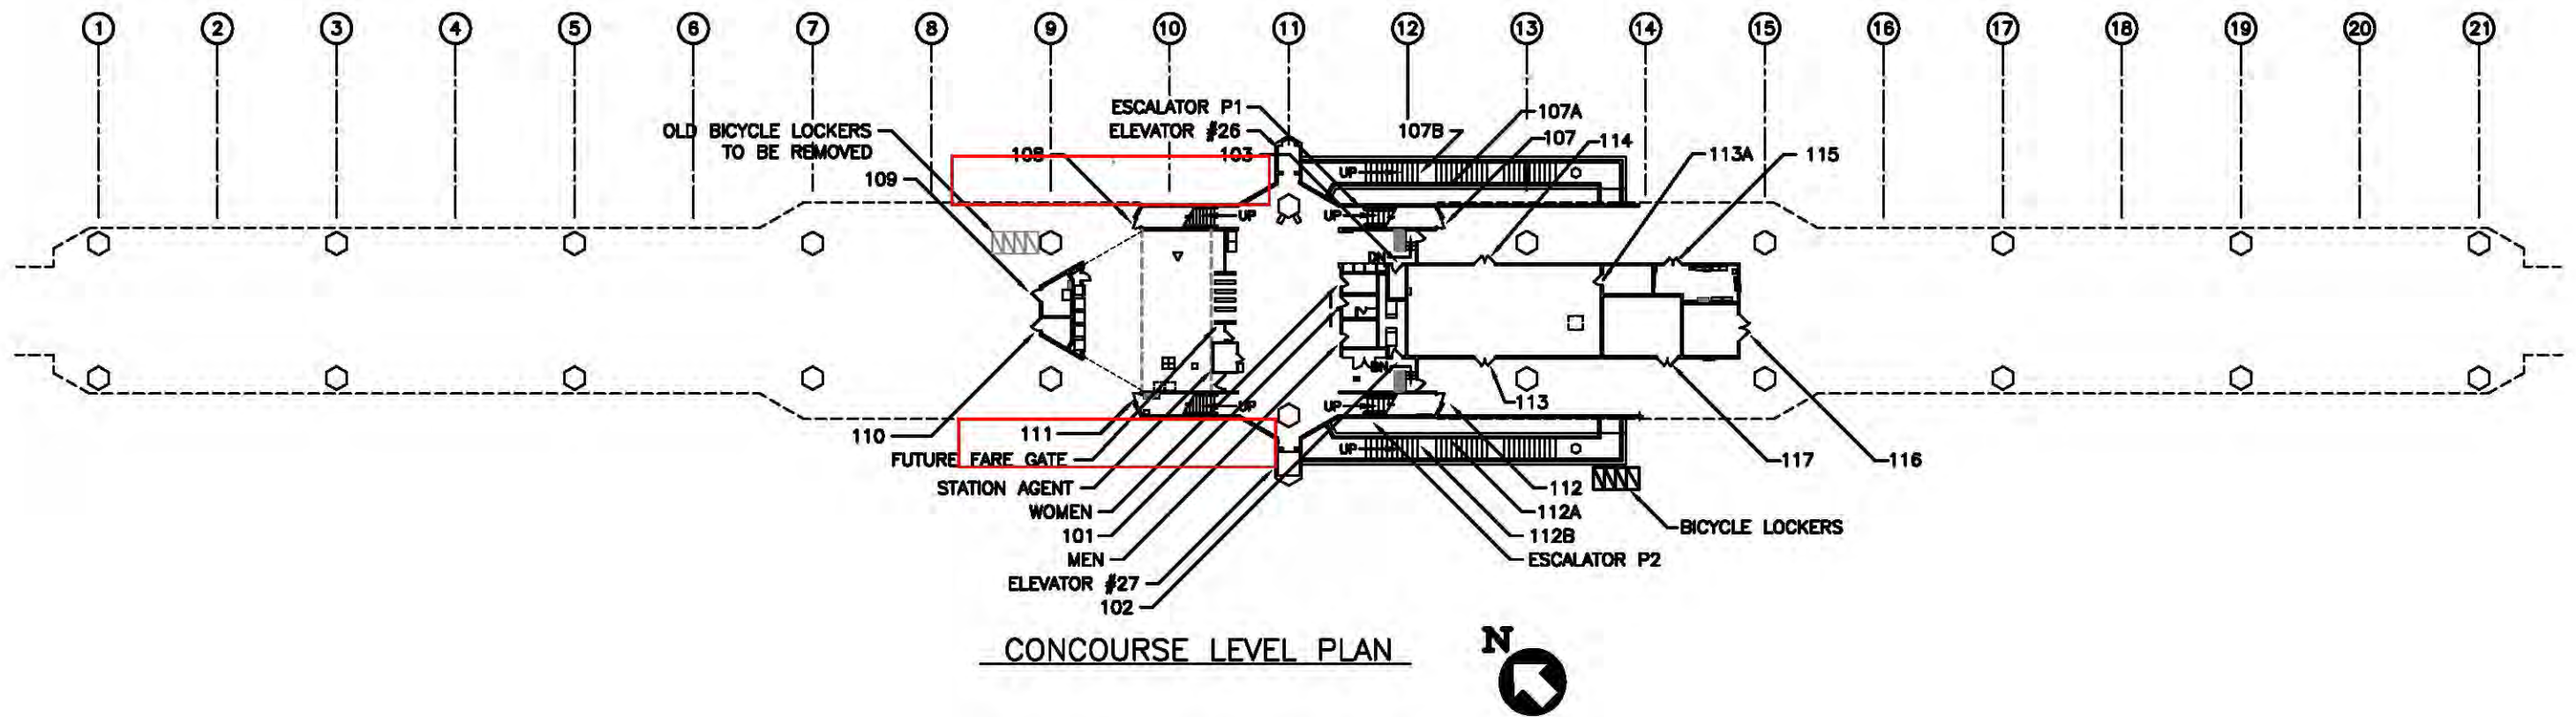 1 2 3 4 5 6 7 8 9 10 11 12 13 14 15 16 17 18 19 20 21
ESCALATOR P1
ELEVATOR #26
103
OLD BICYCLE LOCKERS
TO BE REMOVED
108
109
107B
107A
107
114
113A
115
UP
UP
UP
UP
DN
DN
UP
UP
UP
110
111
FUTURE FARE GATE
STATION AGENT
WOMEN
101
MEN
ELEVATOR #27
102
113
117
116
112
112A
112B
ESCALATOR P2
BICYCLE LOCKERS
CONCOURSE LEVEL PLAN
N